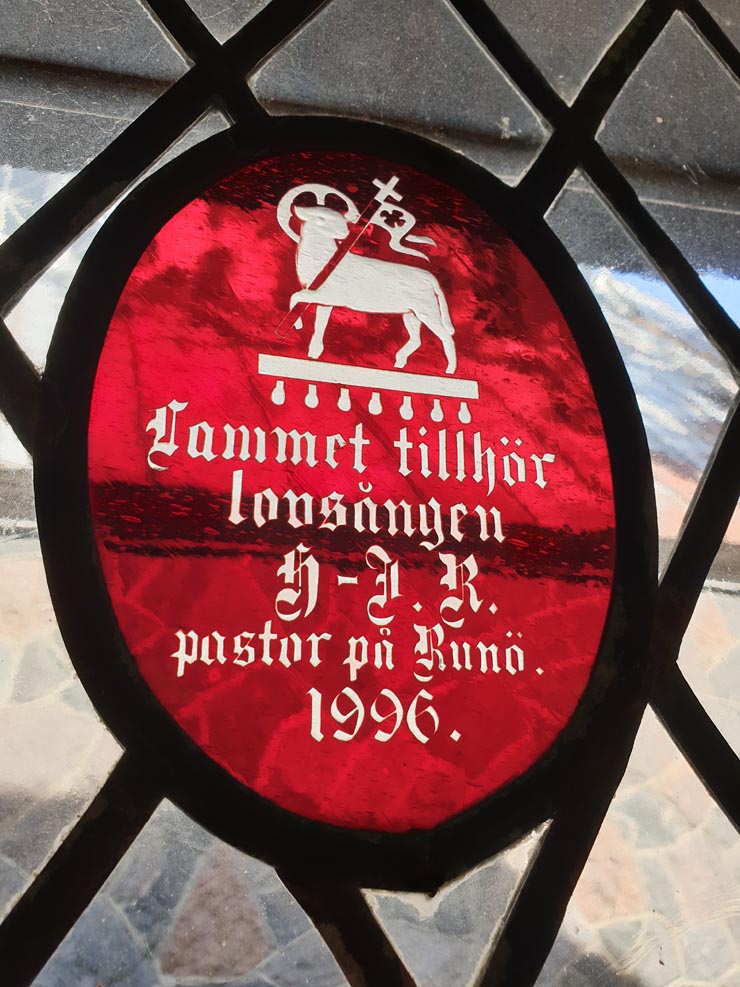 Lammet tillhör
lovsången
H-J. R.
pastor på Runö.
1996.